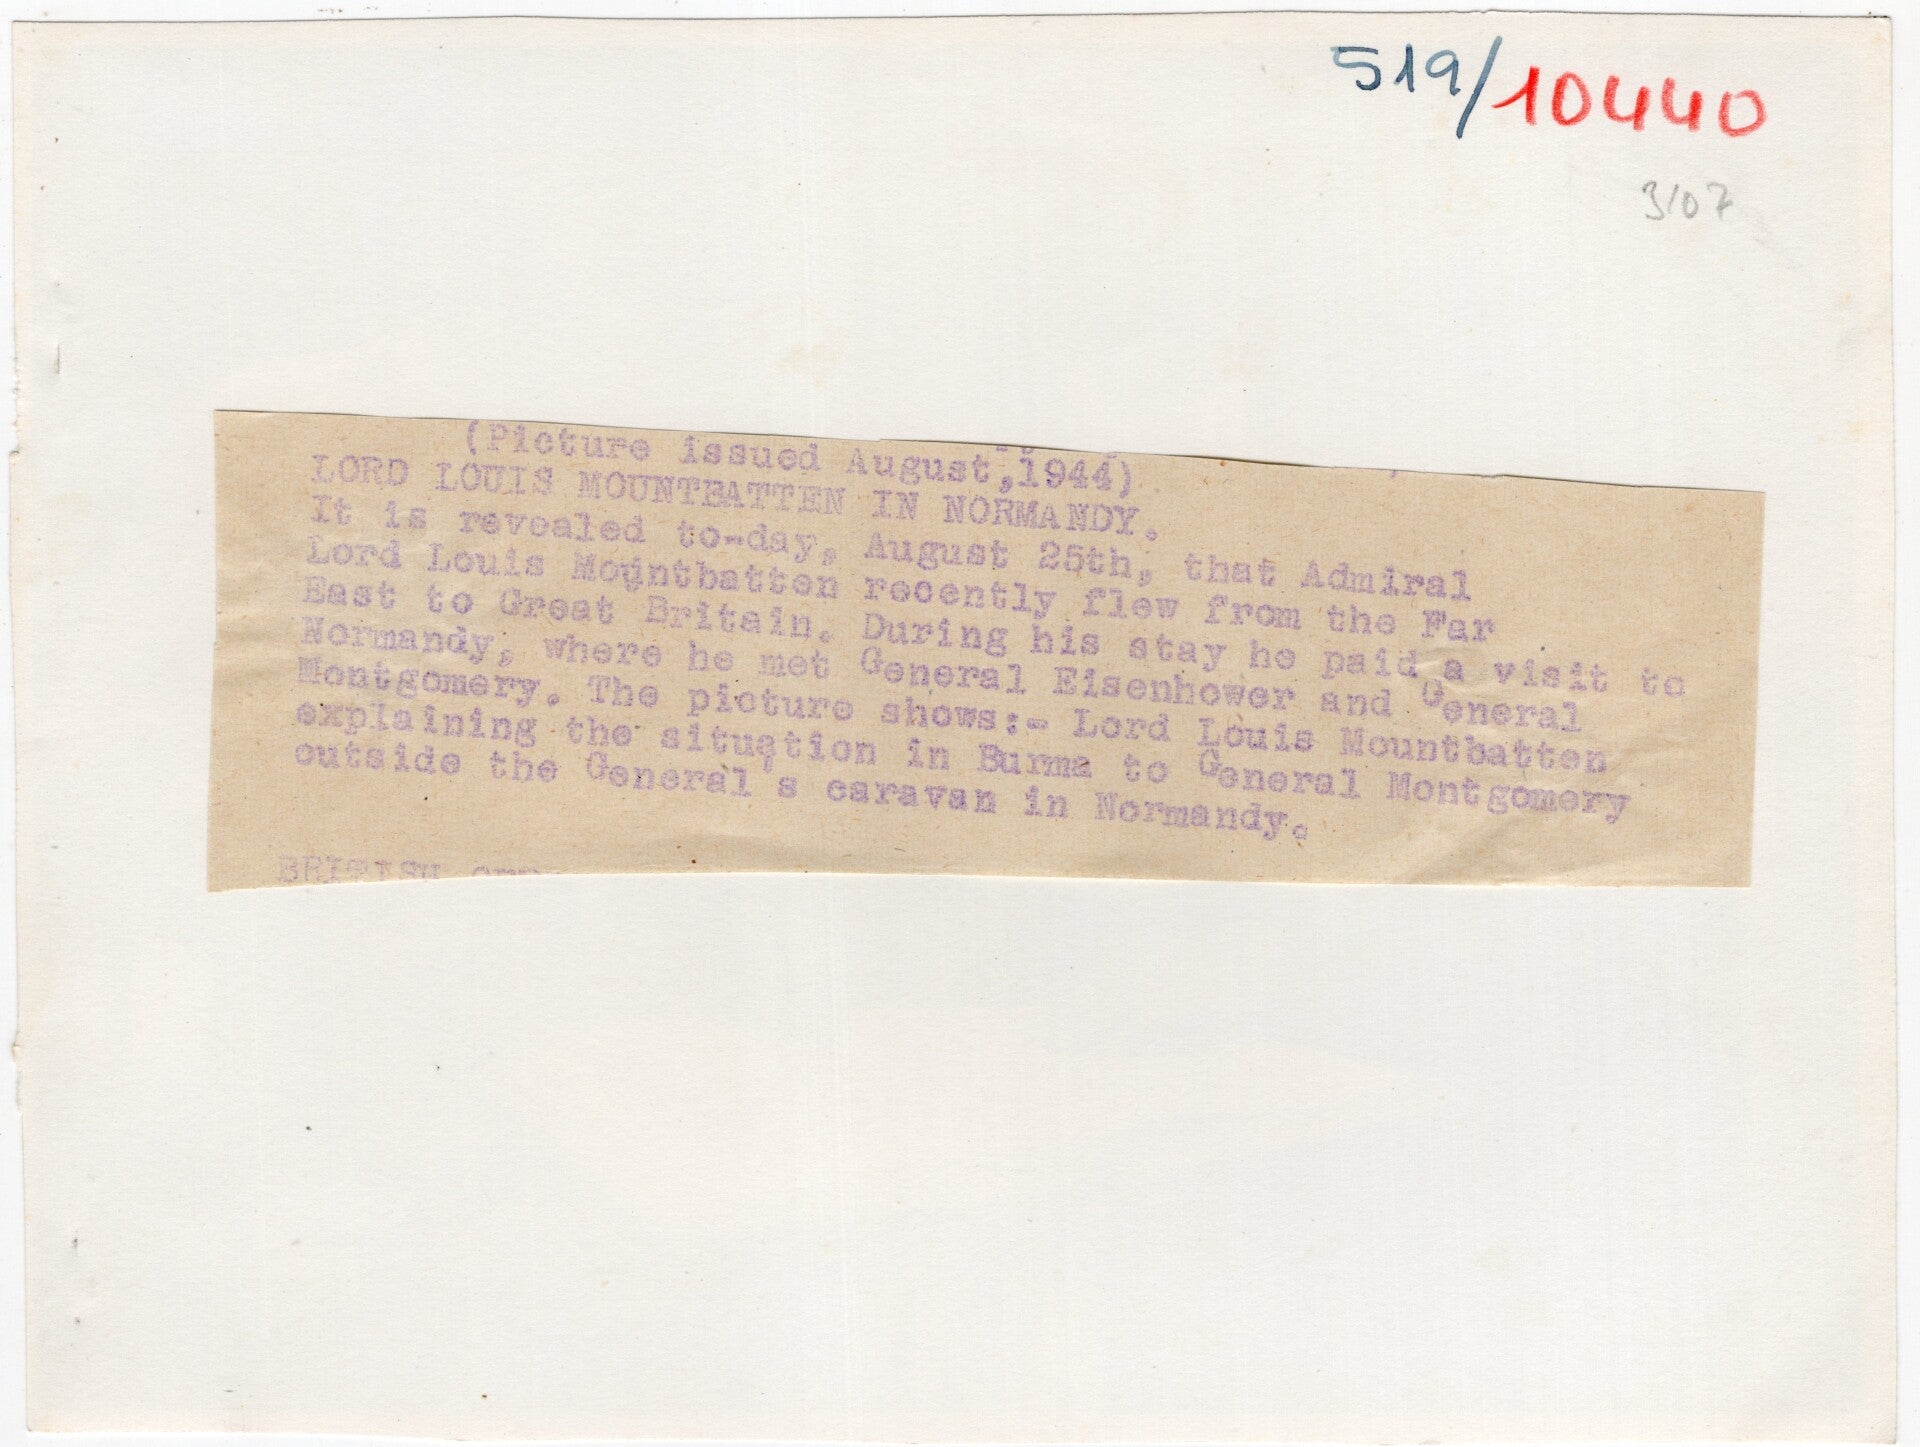 519/10440
3107
(Picture issued August,1944)
LORD LOUIS MOUNTBATTEN IN NORMANDY.
It is revealed to-day, August 25th, that Admiral
Lord Louis Mountbatten recently flew from the Far
East to Great Britain. During his stay he paid a visit to
Normandy, where he met General Eisenhower and General
Montgomery. The picture shows:- Lord Louis Mountbatten
explaining the situation in Burma to General Montgomery
outside the General's caravan in Normandy.
BRITISH